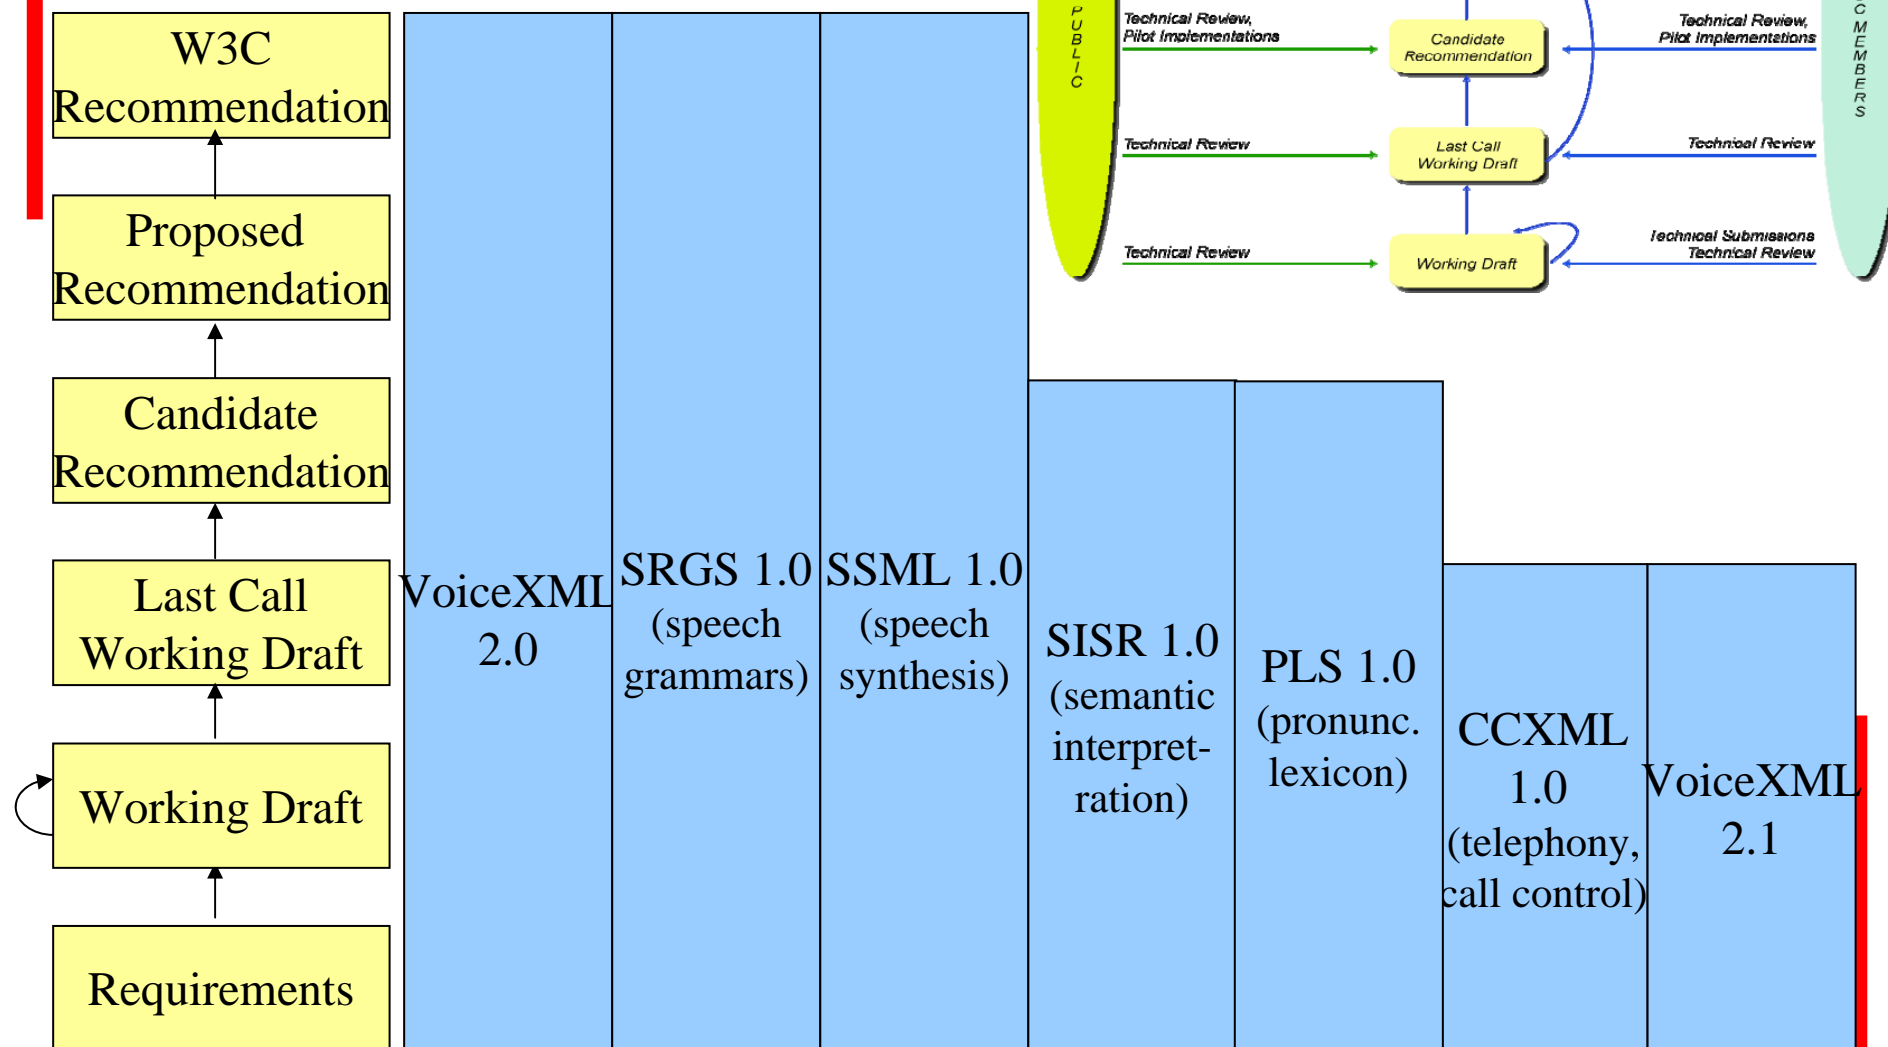 W3C
Recommendation
Proposed
Recommendation
Candidate
Recommendation
Last Call
Working Draft
Working Draft
Requirements
VoiceXML
2.0
SRGS 1.0
(speech
grammars)
SSML 1.0
(speech
synthesis)
SISR 1.0
(semantic
interpret-
ration)
PLS 1.0
(pronunc.
lexicon)
CCXML
1.0
(telephony,
call control)
VoiceXML
2.1
PUBLIC
Technical Review,
Pilot Implementations
Candidate
Recommendation
Technical Review,
Pilot Implementations
Technical Review
Last Call
Working Draft
Technical Review
Technical Review
Working Draft
Technical Submissions
Technical Review
MEMBERS